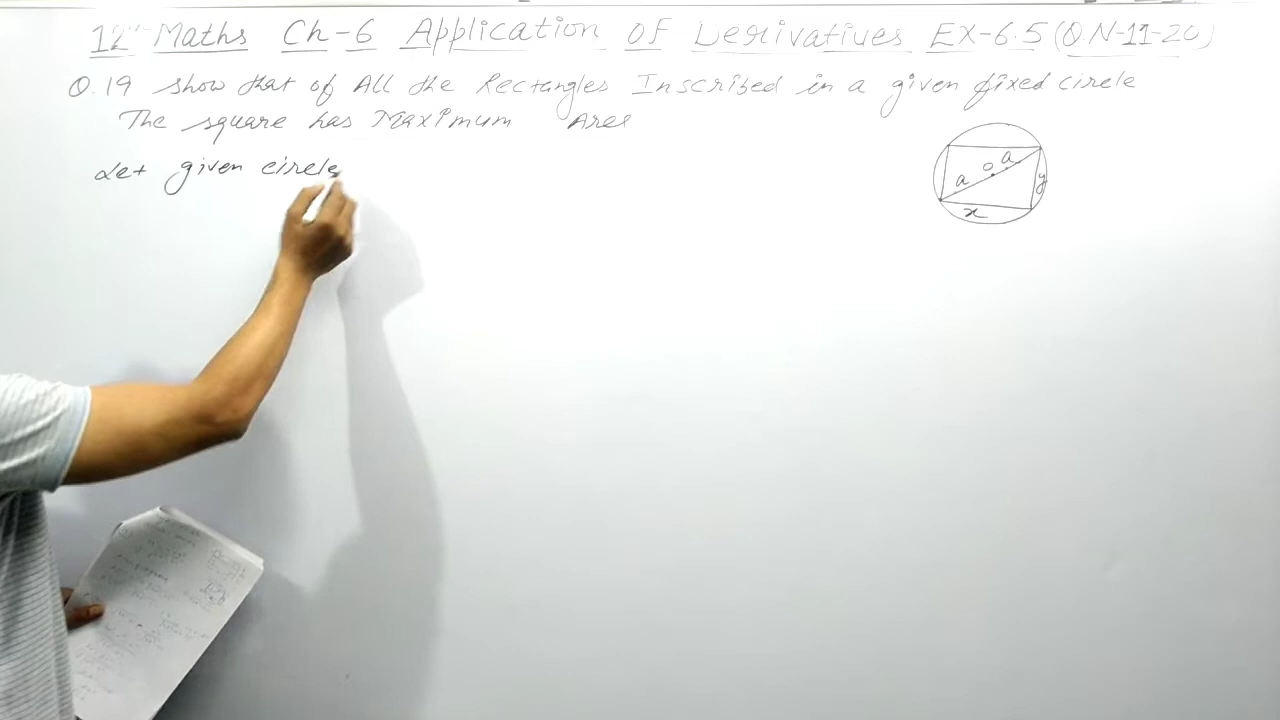 12th Maths Ch-6 Application OF Derivatives EX-6.5 (Q.N-11-20)
Q.19 show that of All the Rectangles Inscribed in a given fixed circle
The square has Maximum Area
Let given circle
a
o
a
y
x